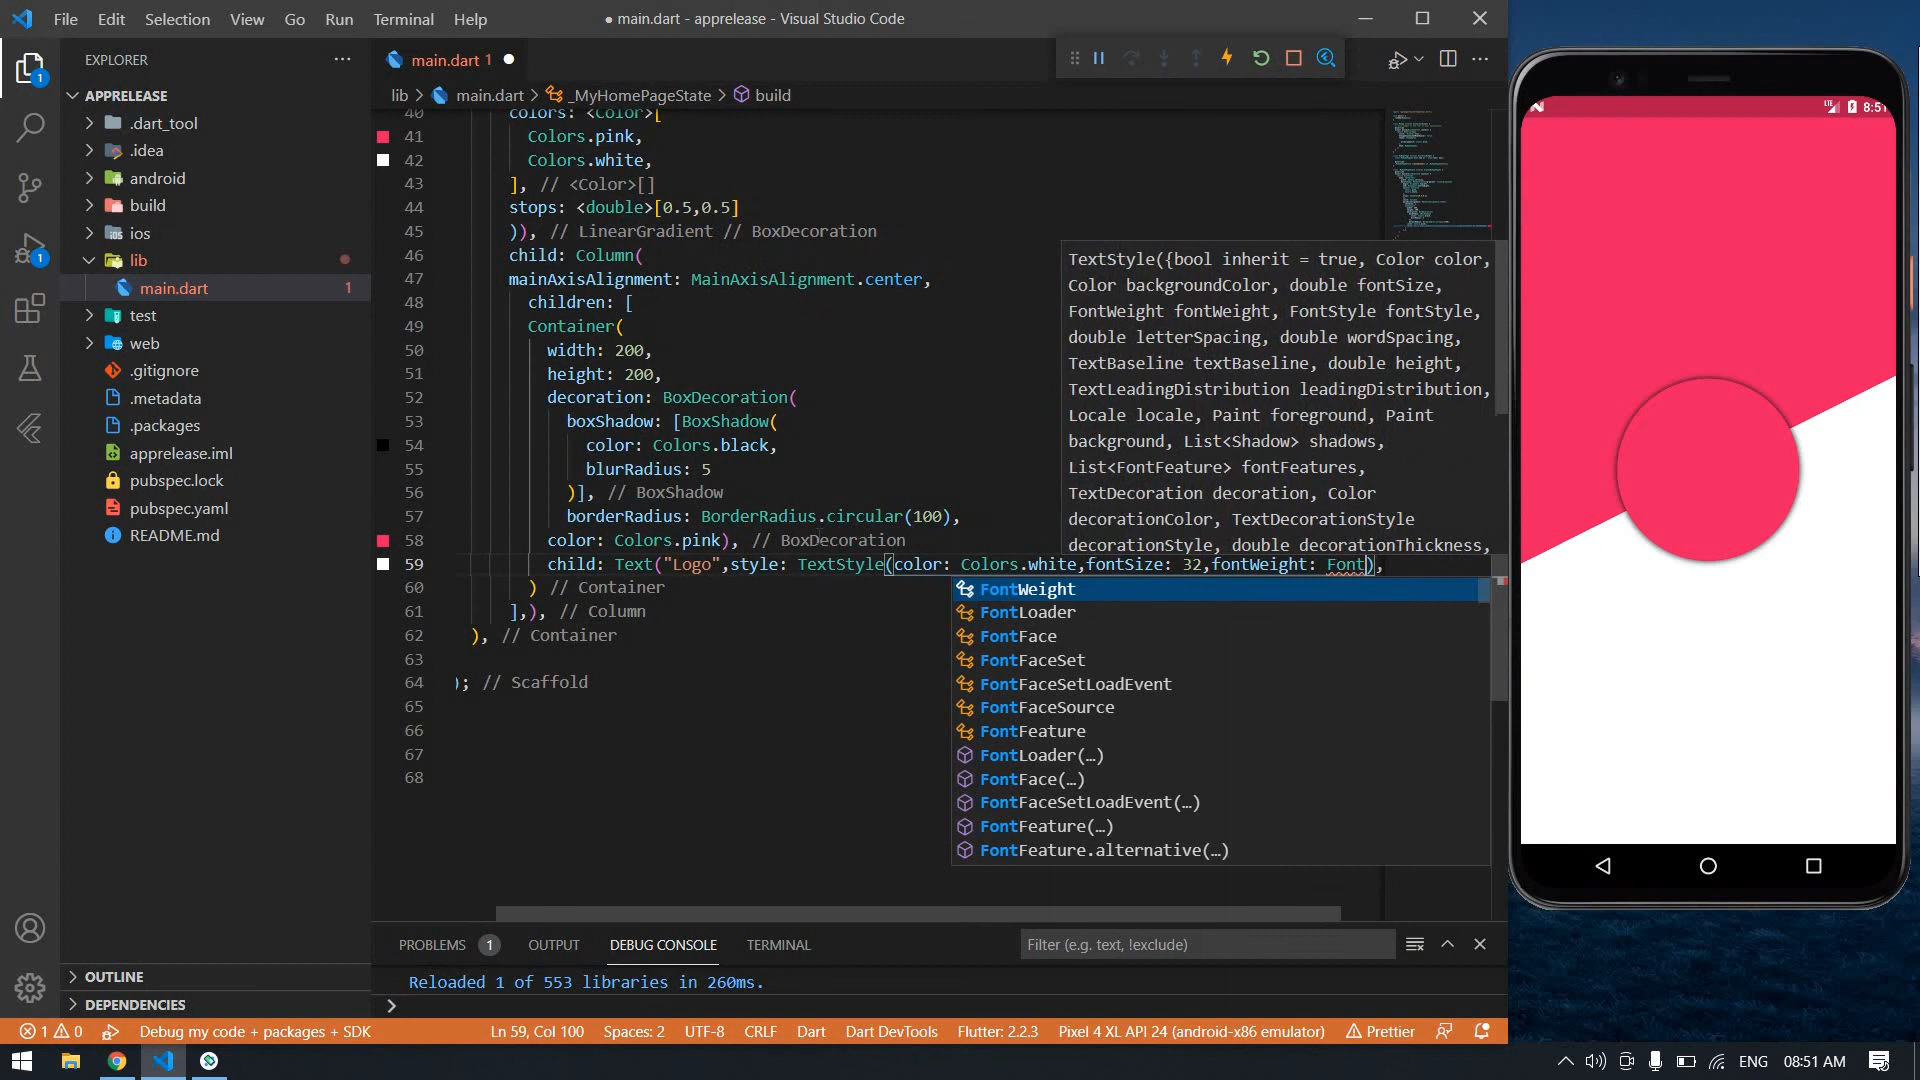 File Edit Selection View Go Run Terminal Help
● main.dart - apprelease - Visual Studio Code
EXPLORER
APPRELEASE
.dart_tool
.idea
android
build
ios
lib
main.dart 1
test
web
.gitignore
.metadata
.packages
apprelease.iml
pubspec.lock
pubspec.yaml
README.md
OUTLINE
DEPENDENCIES
1
1
main.dart 1
lib > main.dart > _MyHomePageState > build
40 colors: <Color>[
41 Colors.pink,
42 Colors.white,
43 ], // <Color>[]
44 stops: <double>[0.5,0.5]
45 )), // LinearGradient // BoxDecoration
46 child: Column(
47 mainAxisAlignment: MainAxisAlignment.center,
48 children: [
49 Container(
50 width: 200,
51 height: 200,
52 decoration: BoxDecoration(
53 boxShadow: [BoxShadow(
54 color: Colors.black,
55 blurRadius: 5
56 )], // BoxShadow
57 borderRadius: BorderRadius.circular(100),
58 color: Colors.pink), // BoxDecoration
59 child: Text("Logo",style: TextStyle(color: Colors.white,fontSize: 32,fontWeight: Font),
60 ) // Container
61 ],), // Column
62 ), // Container
63
64 ); // Scaffold
65
66
67
68
TextStyle({bool inherit = true, Color color,
Color backgroundColor, double fontSize,
FontWeight fontWeight, FontStyle fontStyle,
double letterSpacing, double wordSpacing,
TextBaseline textBaseline, double height,
TextLeadingDistribution leadingDistribution,
Locale locale, Paint foreground, Paint
background, List<Shadow> shadows,
List<FontFeature> fontFeatures,
TextDecoration decoration, Color
decorationColor, TextDecorationStyle
decorationStyle, double decorationThickness,
FontWeight
FontLoader
FontFace
FontFaceSet
FontFaceSetLoadEvent
FontFaceSource
FontFeature
FontLoader(…)
FontFace(…)
FontFaceSetLoadEvent(…)
FontFeature(…)
FontFeature.alternative(…)
PROBLEMS 1 OUTPUT DEBUG CONSOLE TERMINAL
Filter (e.g. text, !exclude)
Reloaded 1 of 553 libraries in 260ms.
1 0 Debug my code + packages + SDK
Ln 59, Col 100 Spaces: 2 UTF-8 CRLF Dart Dart DevTools Flutter: 2.2.3 Pixel 4 XL API 24 (android-x86 emulator) Prettier
LTE 8:51
ENG 08:51 AM